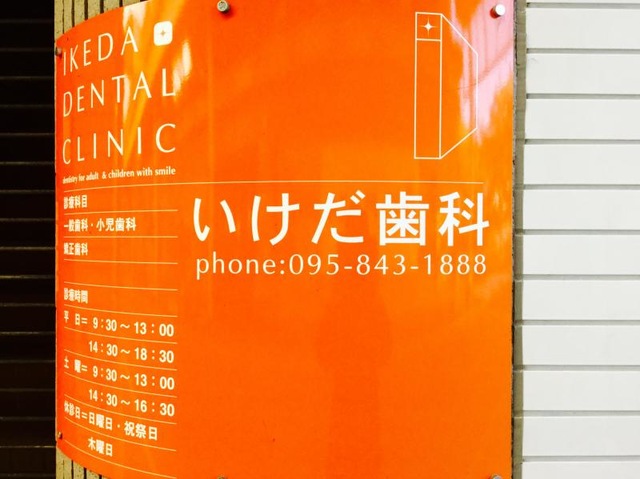 IKEDA
DENTAL
CLINIC
dentistry for adult & children with smile
診療科目
一般歯科・小児歯科
矯正歯科
診療時間
平 日＝ 9：30～13：00
14：30～18：30
土 曜＝ 9：30～13：00
14：30～16：30
休診日＝日曜日・祝祭日
木曜日
いけだ歯科
phone:095-843-1888